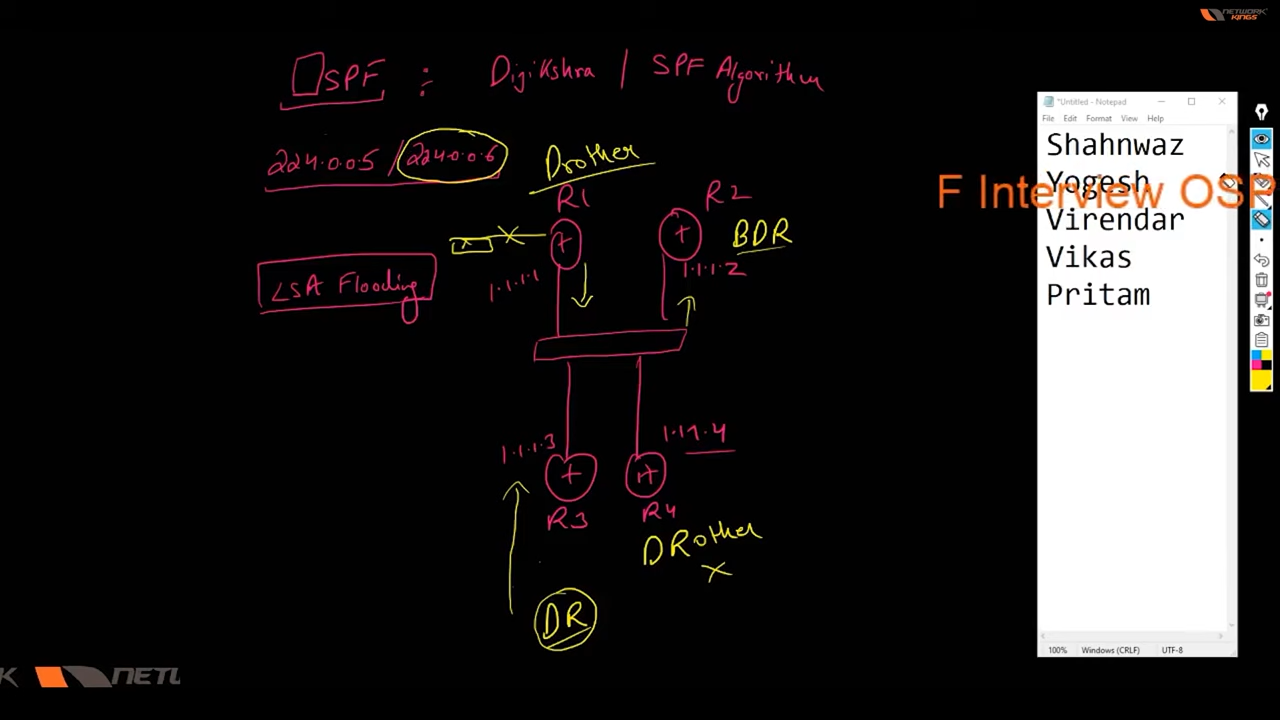 NETWORK
KINGS
OSPF : Dijikshra / SPF Algorithm
224.0.0.5 / 224.0.0.6
Drother
R1
R2
BDR
1.1.1.1
1.1.1.2
LSA Flooding
1.1.1.3
1.1.1.4
R3
R4
DRother
DR
*Untitled - Notepad
File Edit Format View Help
Shahnwaz
Yogesh
Virendar
Vikas
Pritam
F Interview OSP
100% Windows (CRLF) UTF-8
K NETW